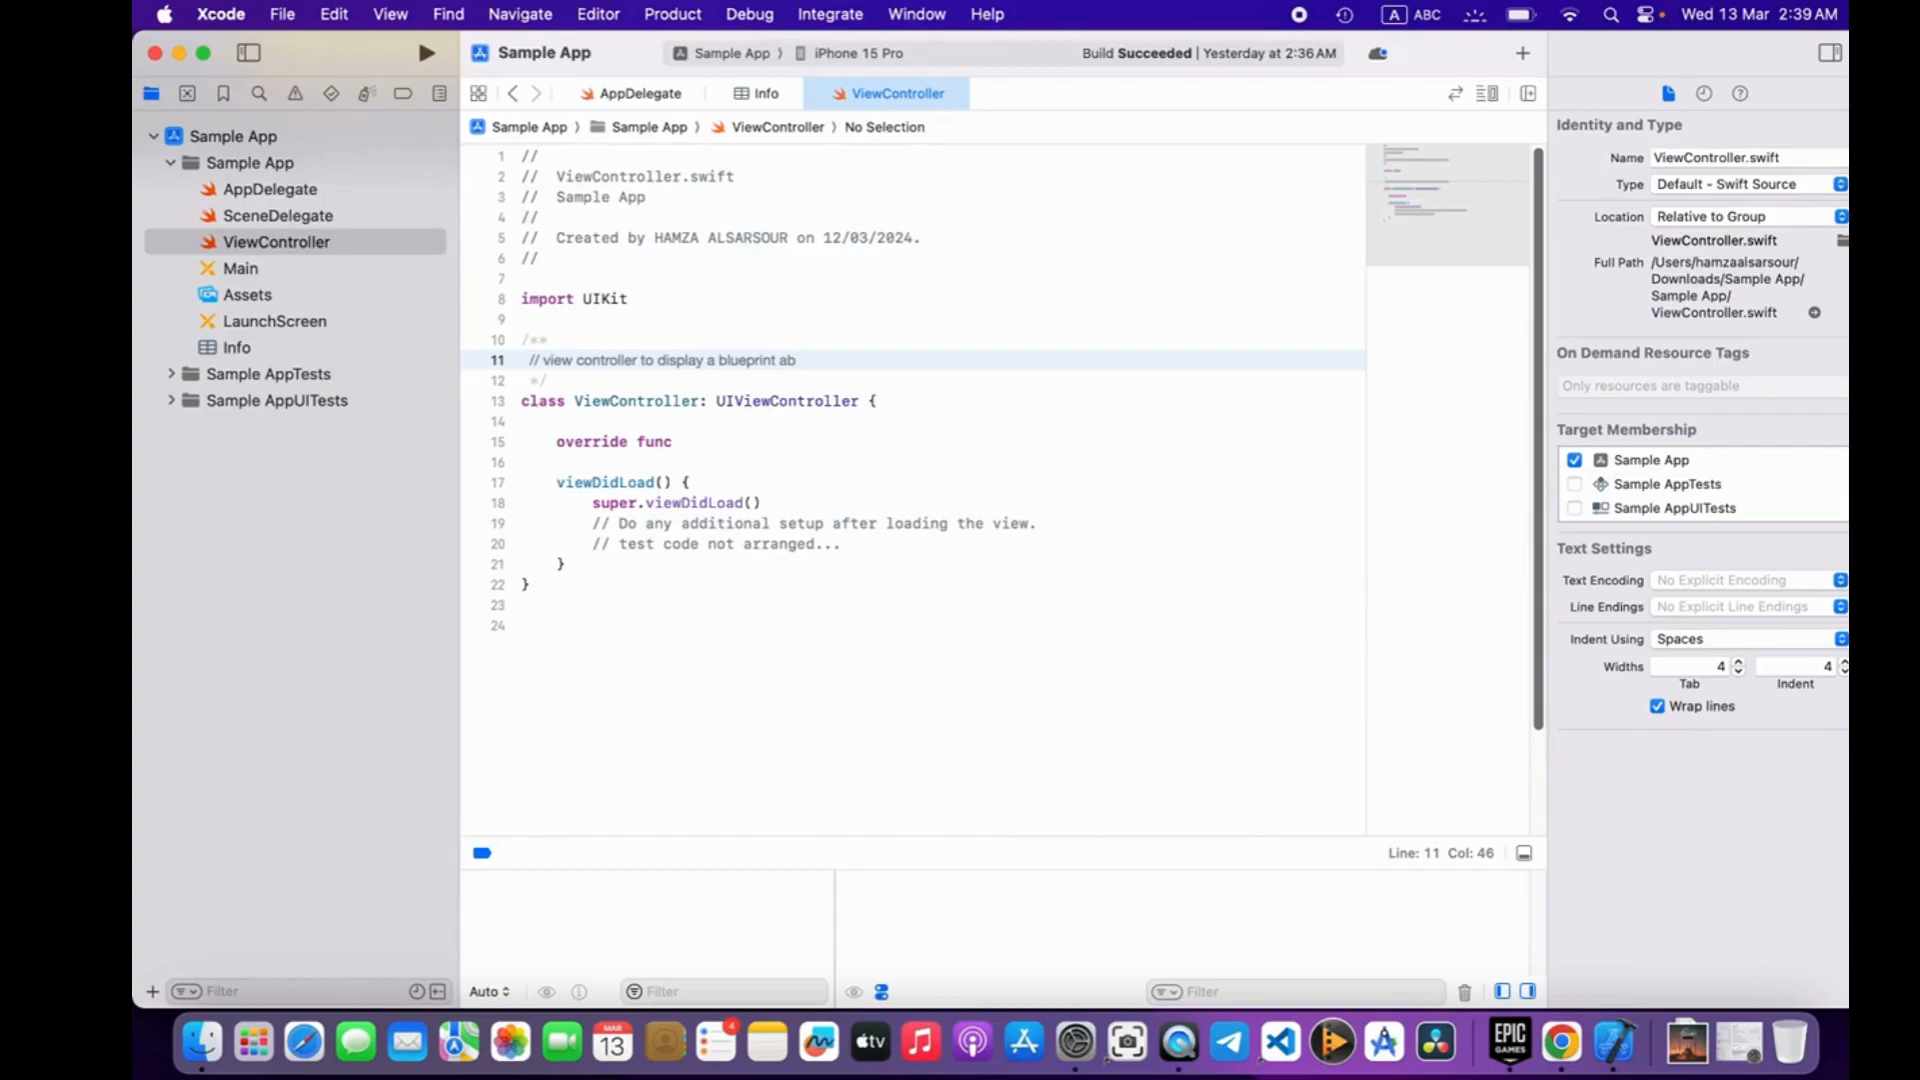 Xcode File Edit View Find Navigate Editor Product Debug Integrate Window Help A ABC Wed 13 Mar 2:39 AM
Sample App Sample App 〉 iPhone 15 Pro Build Succeeded | Yesterday at 2:36 AM
AppDelegate Info ViewController
Sample App 〉 Sample App 〉 ViewController 〉 No Selection
Sample App
Sample App
AppDelegate
SceneDelegate
ViewController
Main
Assets
LaunchScreen
Info
Sample AppTests
Sample AppUITests
Filter
1 //
2 //  ViewController.swift
3 //  Sample App
4 //
5 //  Created by HAMZA ALSARSOUR on 12/03/2024.
6 //
7
8 import UIKit
9
10 /**
11 // view controller to display a blueprint ab
12 */
13 class ViewController: UIViewController {
14
15 override func
16
17 viewDidLoad() {
18 super.viewDidLoad()
19 // Do any additional setup after loading the view.
20 // test code not arranged...
21 }
22 }
23
24
Line: 11 Col: 46
Auto Filter Filter
Identity and Type
Name ViewController.swift
Type Default - Swift Source
Location Relative to Group
ViewController.swift
Full Path /Users/hamzaalsarsour/
Downloads/Sample App/
Sample App/
ViewController.swift
On Demand Resource Tags
Only resources are taggable
Target Membership
Sample App
Sample AppTests
Sample AppUITests
Text Settings
Text Encoding No Explicit Encoding
Line Endings No Explicit Line Endings
Indent Using Spaces
Widths 4 4
Tab Indent
Wrap lines
MAR
13
4
tv
EPIC
GAMES